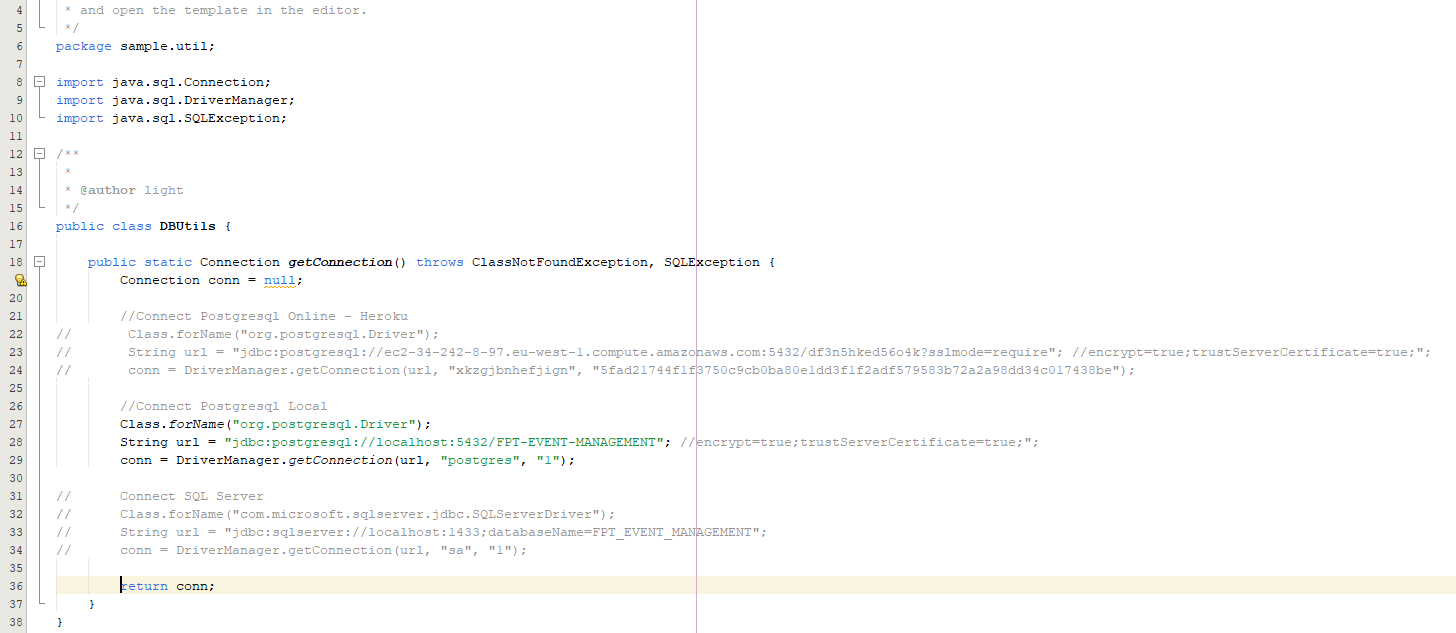 4 * and open the template in the editor.
5 */
6 package sample.util;
7
8 import java.sql.Connection;
9 import java.sql.DriverManager;
10 import java.sql.SQLException;
11
12 /**
13 *
14 * @author light
15 */
16 public class DBUtils {
17
18 public static Connection getConnection() throws ClassNotFoundException, SQLException {
Connection conn = null;
20
21 //Connect Postgresql Online - Heroku
22 // Class.forName("org.postgresql.Driver");
23 // String url = "jdbc:postgresql://ec2-34-242-8-97.eu-west-1.compute.amazonaws.com:5432/df3n5hked56o4k?sslmode=require"; //encrypt=true;trustServerCertificate=true;";
24 // conn = DriverManager.getConnection(url, "xkzgjbnhefjign", "5fad21744f1f3750c9cb0ba80e1dd3f1f2adf579583b72a2a98dd34c017438be");
25
26 //Connect Postgresql Local
27 Class.forName("org.postgresql.Driver");
28 String url = "jdbc:postgresql://localhost:5432/FPT-EVENT-MANAGEMENT"; //encrypt=true;trustServerCertificate=true;";
29 conn = DriverManager.getConnection(url, "postgres", "1");
30
31 // Connect SQL Server
32 // Class.forName("com.microsoft.sqlserver.jdbc.SQLServerDriver");
33 // String url = "jdbc:sqlserver://localhost:1433;databaseName=FPT_EVENT_MANAGEMENT";
34 // conn = DriverManager.getConnection(url, "sa", "1");
35
36 return conn;
37 }
38 }